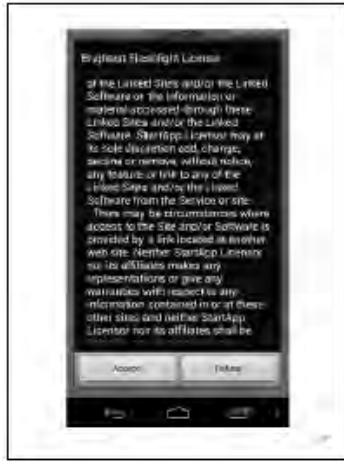 Brightest Flashlight License
of the Linked Sites and/or the Linked
Software or the information or
material accessed through these
Linked Sites and/or the Linked
Software. StartApp Licensor may at
its sole discretion add, change,
decline or remove, without notice,
any feature or link to any of the
Linked Sites and/or the Linked
Software from the Service or site.
There may be circumstances where
access to the Site and/or Software is
provided by a link located at another
web site. Neither StartApp Licensor
nor its affiliates makes any
representations or give any
warranties with respect to any
information contained in or at these
other sites and neither StartApp
Licensor nor its affiliates shall be
Accept Refuse